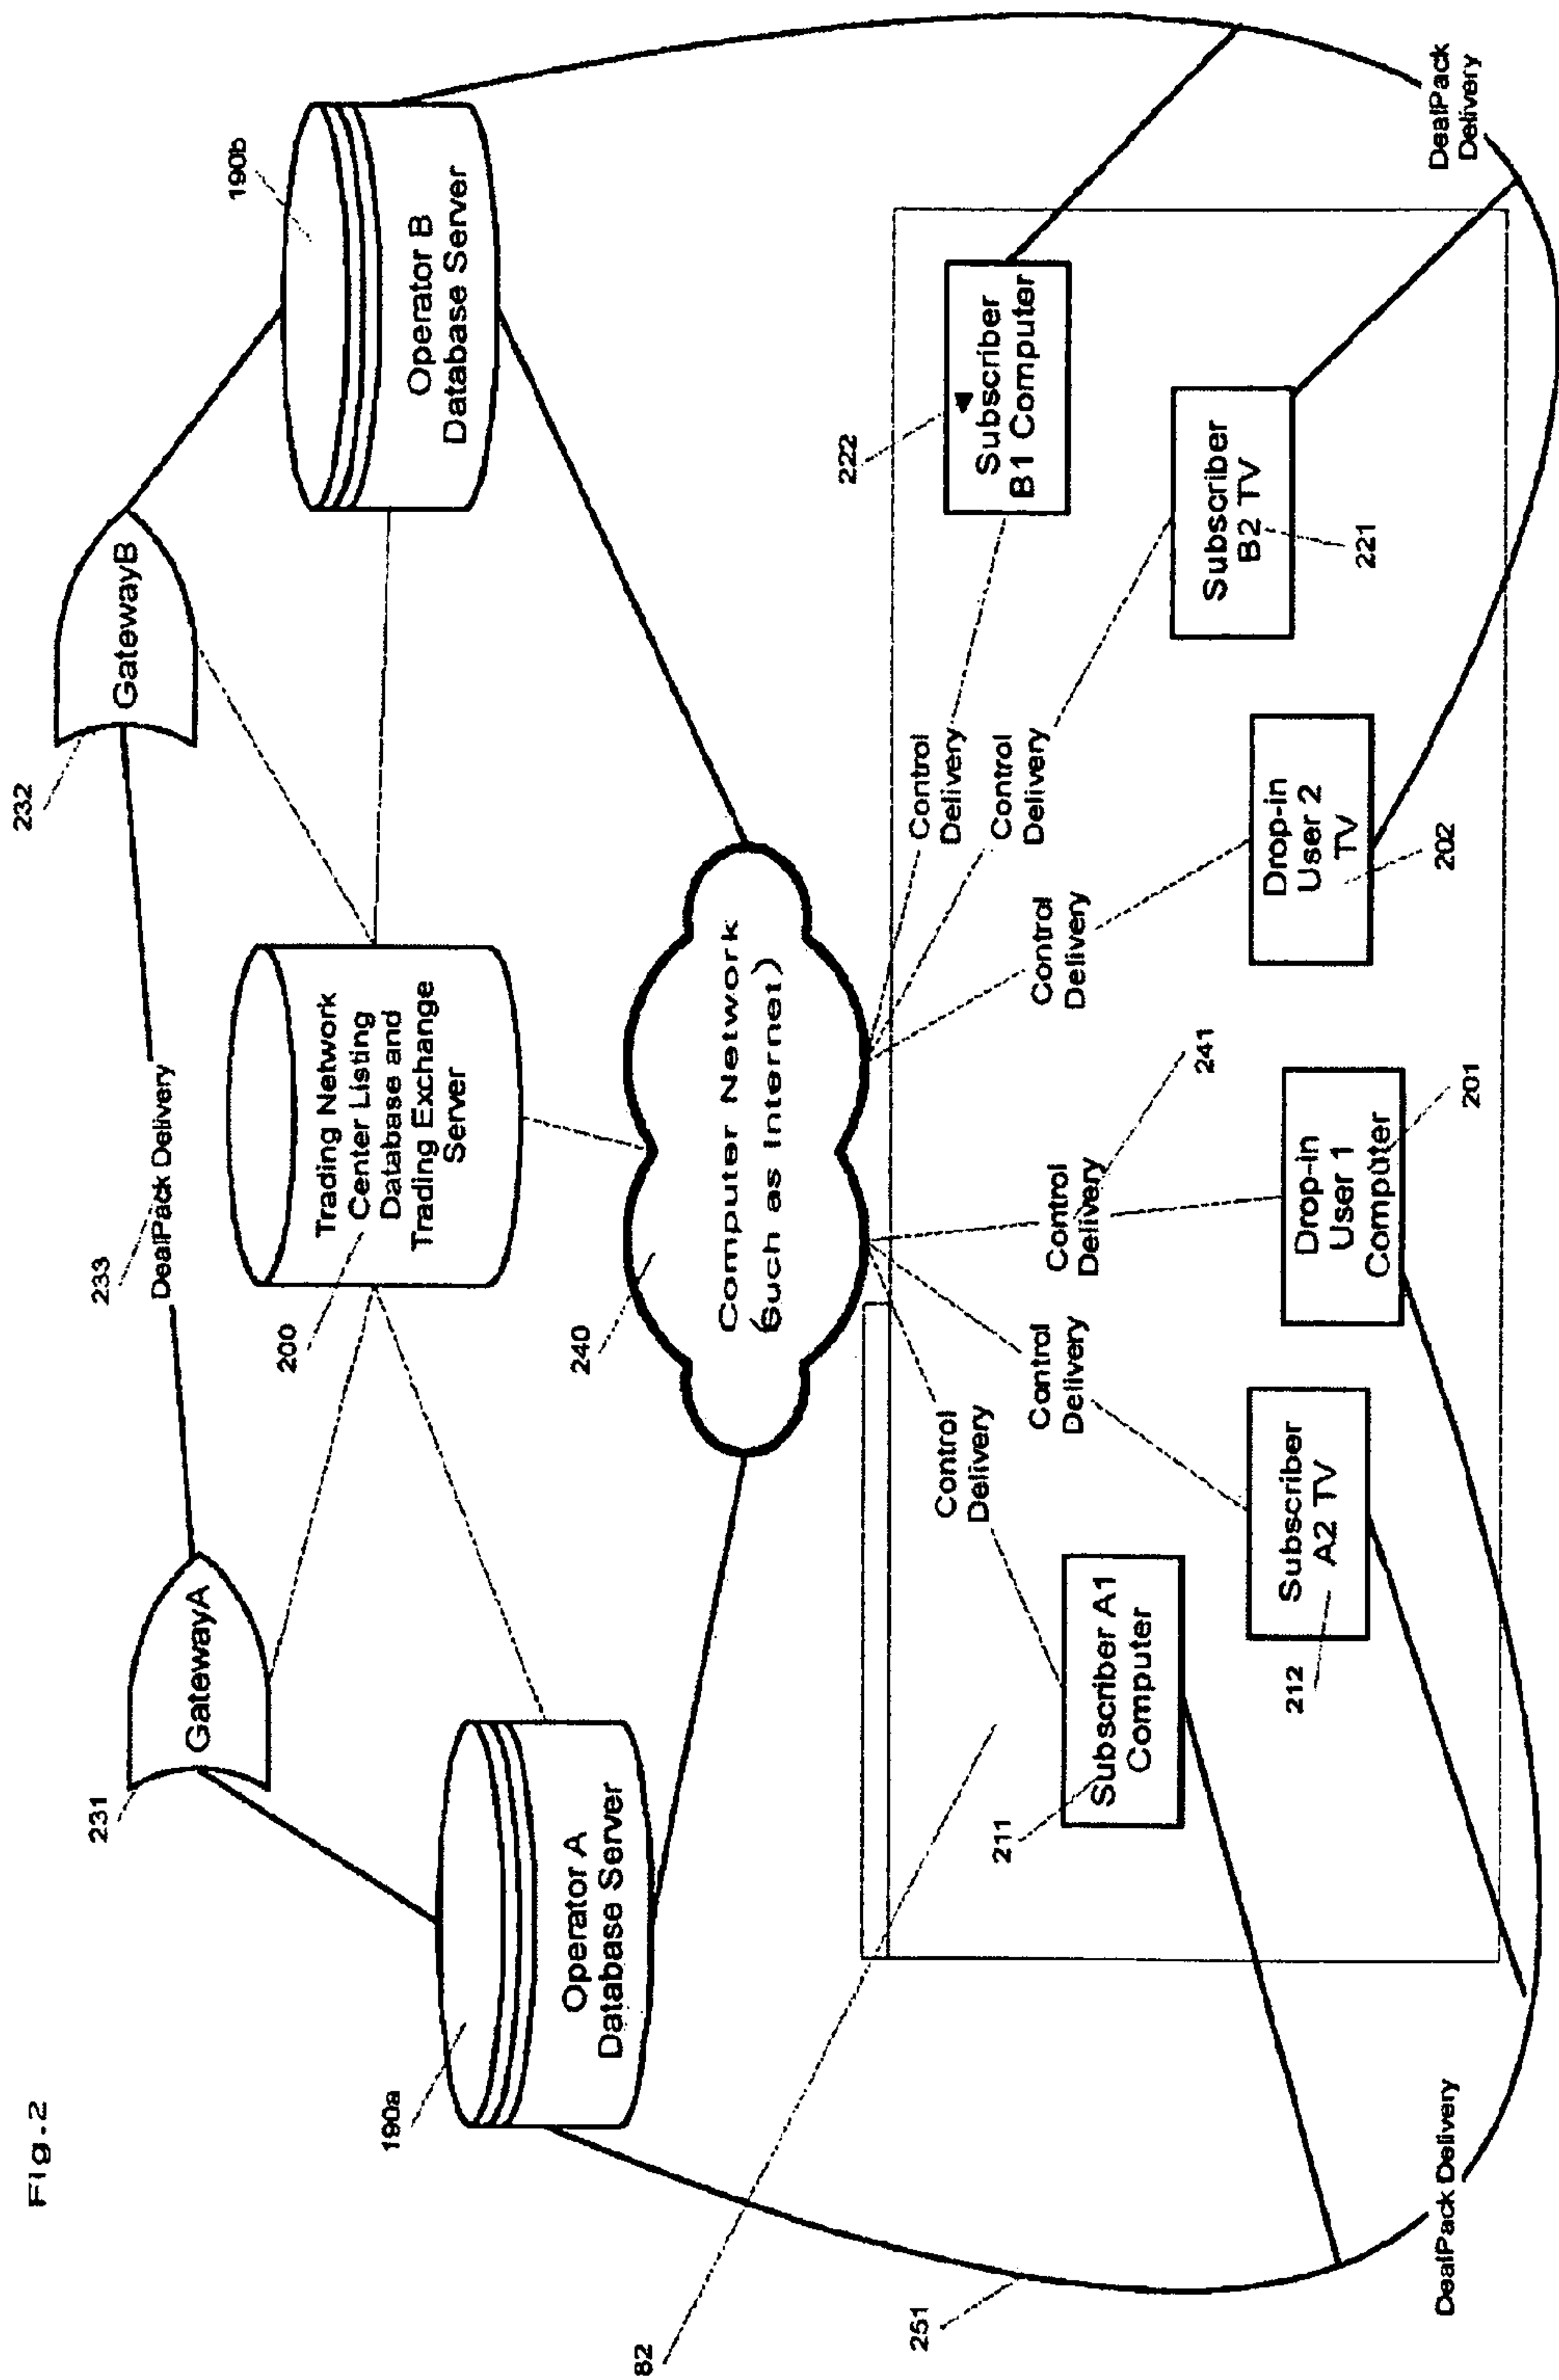 Fig.2
231
GatewayA
233
DealPack Delivery
232
GatewayB
190a
Operator A
Database Server
200
Trading Network
Center Listing
Database and
Trading Exchange
Server
190b
Operator B
Database Server
240
Computer Network
(Such as Internet)
82
251
211
Subscriber A1
Computer
Control
Delivery
212
Subscriber
A2 TV
Control
Delivery
Control
Delivery
241
Drop-in
User 1
Computer
201
Control
Delivery
Drop-in
User 2
TV
202
Control
Delivery
Control
Delivery
222
Subscriber
B1 Computer
Subscriber
B2 TV
221
DealPack Delivery
DealPack
Delivery